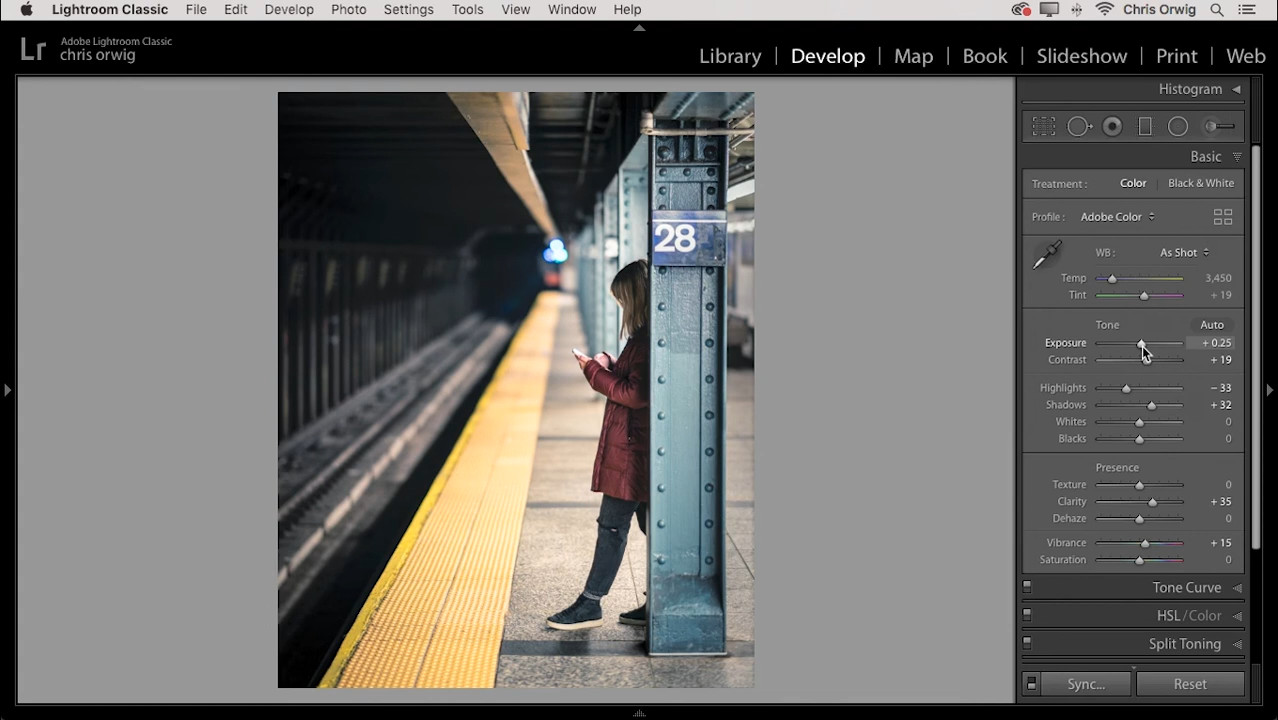 Lightroom Classic File Edit Develop Photo Settings Tools View Window Help Chris Orwig
Lr Adobe Lightroom Classic
chris orwig
Library | Develop | Map | Book | Slideshow | Print | Web
Histogram
Basic
Treatment : Color Black & White
Profile : Adobe Color
WB : As Shot
Temp 3,450
Tint + 19
Tone Auto
Exposure + 0.25
Contrast + 19
Highlights − 33
Shadows + 32
Whites 0
Blacks 0
Presence
Texture 0
Clarity + 35
Dehaze 0
Vibrance + 15
Saturation 0
Tone Curve
HSL / Color
Split Toning
Sync... Reset
28